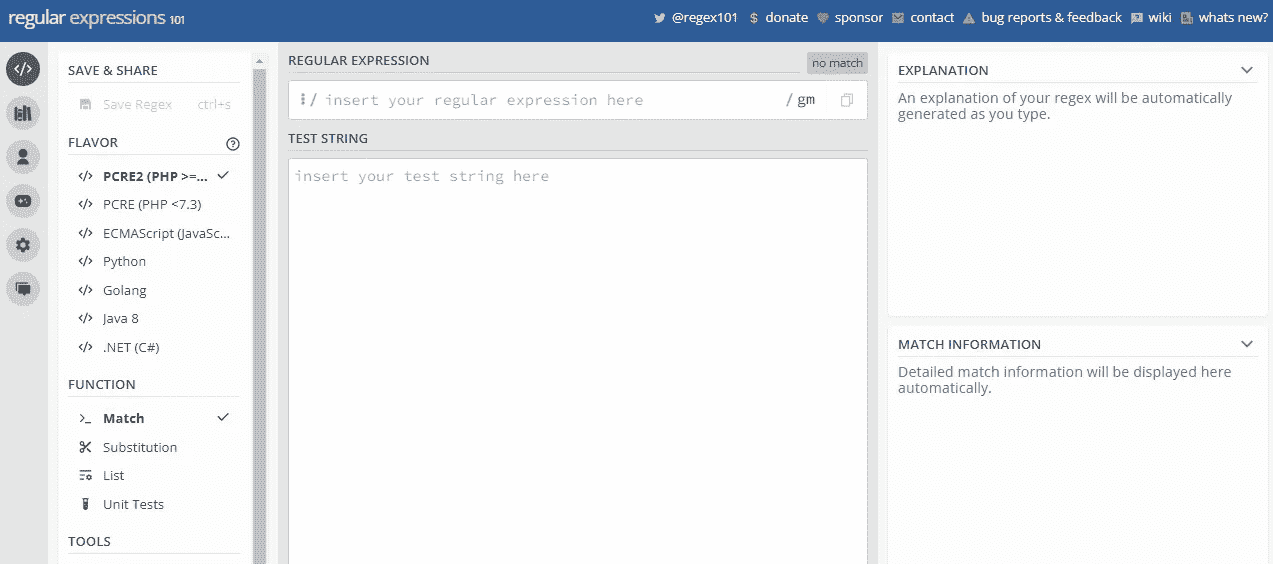 regular expressions 101
@regex101 $ donate sponsor contact bug reports & feedback wiki whats new?
SAVE & SHARE
Save Regex ctrl+s
FLAVOR
</> PCRE2 (PHP >=...
</> PCRE (PHP <7.3)
</> ECMAScript (JavaSc...
</> Python
</> Golang
</> Java 8
</> .NET (C#)
FUNCTION
>_ Match
Substitution
List
Unit Tests
TOOLS
REGULAR EXPRESSION no match
/ insert your regular expression here / gm
TEST STRING
insert your test string here
EXPLANATION
An explanation of your regex will be automatically
generated as you type.
MATCH INFORMATION
Detailed match information will be displayed here
automatically.